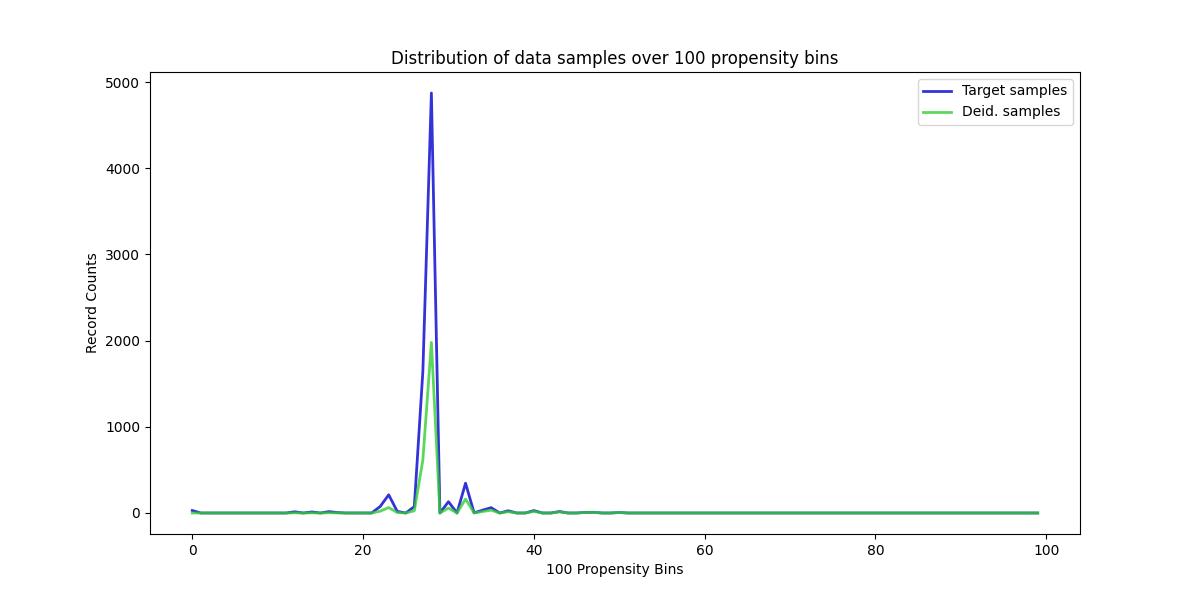 Distribution of data samples over 100 propensity bins
Target samples
Deid. samples
5000
4000
3000
2000
1000
0
Record Counts
0 20 40 60 80 100
100 Propensity Bins